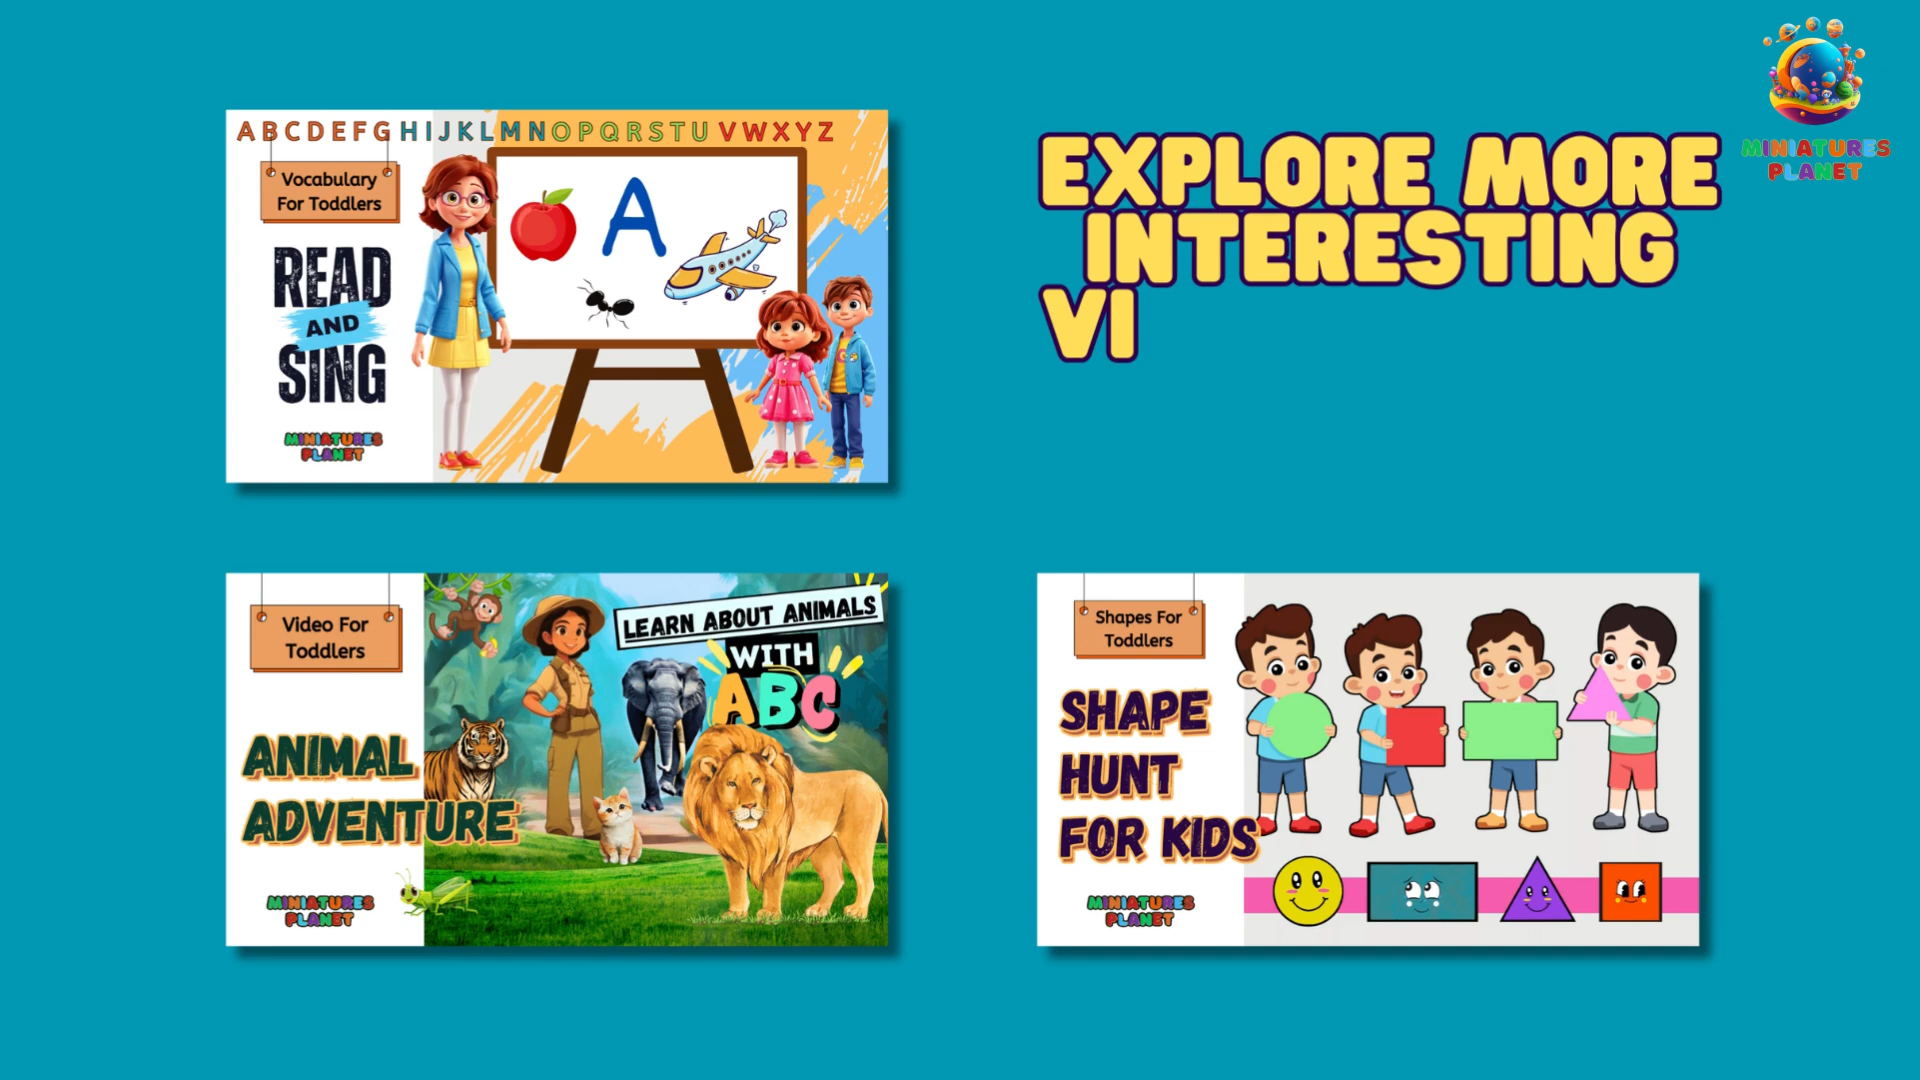 MINIATURES
PLANET
EXPLORE MORE
INTERESTING
VI
ABCDEFGHIJKLMNOPQRSTUVWXYZ
Vocabulary
For Toddlers
READ
AND
SING
A
MINIATURES
PLANET
Video For
Toddlers
LEARN ABOUT ANIMALS
WITH
ABC
ANIMAL
ADVENTURE
MINIATURES
PLANET
Shapes For
Toddlers
SHAPE
HUNT
FOR KIDS
MINIATURES
PLANET